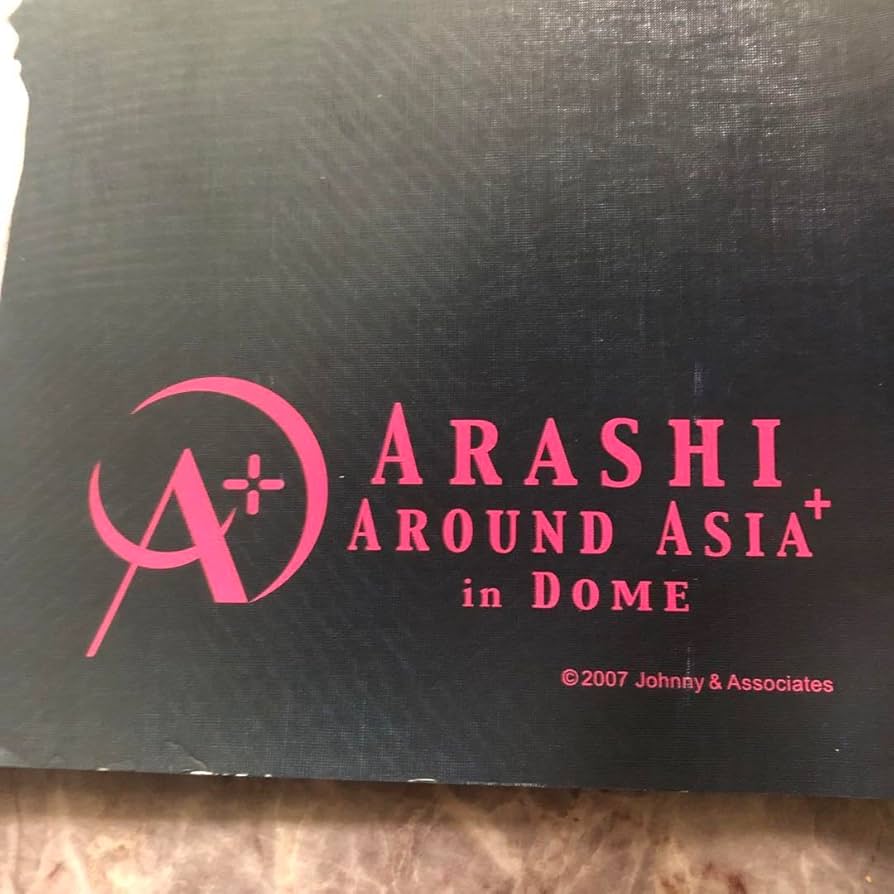 A+
ARASHI
AROUND ASIA+
in DOME
©2007 Johnny & Associates